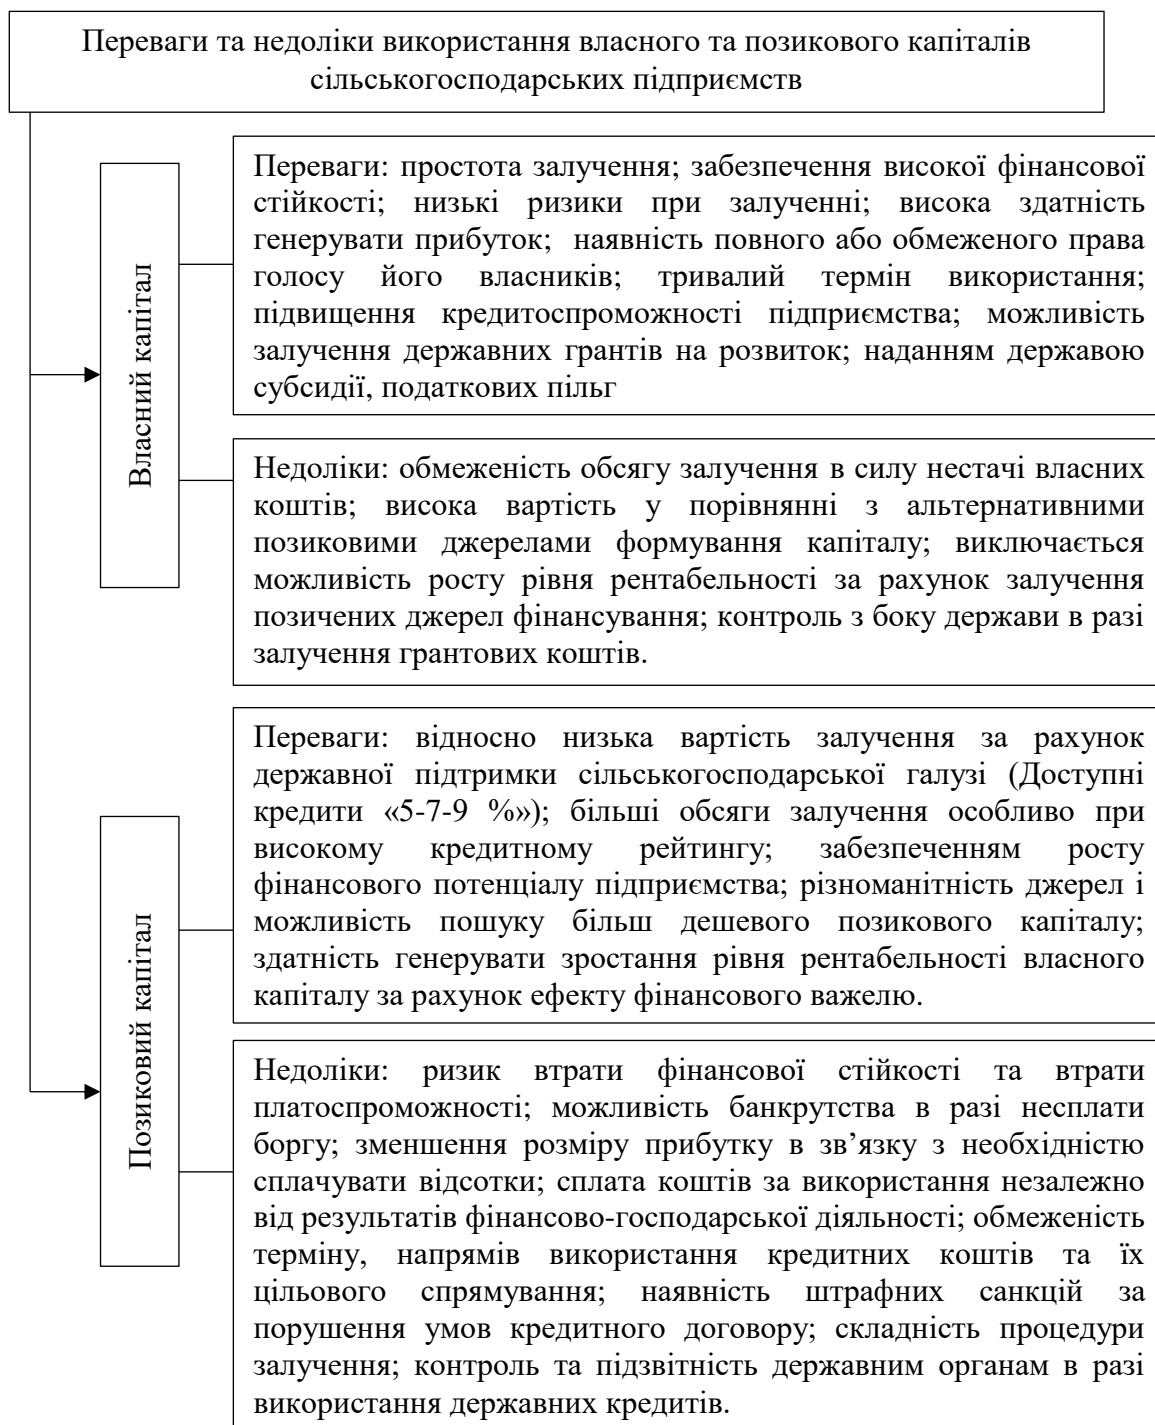 Переваги та недоліки використання власного та позикового капіталів
сільськогосподарських підприємств
Власний капітал
Переваги: простота залучення; забезпечення високої фінансової
стійкості; низькі ризики при залученні; висока здатність
генерувати прибуток; наявність повного або обмеженого права
голосу його власників; тривалий термін використання;
підвищення кредитоспроможності підприємства; можливість
залучення державних грантів на розвиток; наданням державою
субсидії, податкових пільг
Недоліки: обмеженість обсягу залучення в силу нестачі власних
коштів; висока вартість у порівнянні з альтернативними
позиковими джерелами формування капіталу; виключається
можливість росту рівня рентабельності за рахунок залучення
позичених джерел фінансування; контроль з боку держави в разі
залучення грантових коштів.
Позиковий капітал
Переваги: відносно низька вартість залучення за рахунок
державної підтримки сільськогосподарської галузі (Доступні
кредити «5-7-9 %»); більші обсяги залучення особливо при
високому кредитному рейтингу; забезпеченням росту
фінансового потенціалу підприємства; різноманітність джерел і
можливість пошуку більш дешевого позикового капіталу;
здатність генерувати зростання рівня рентабельності власного
капіталу за рахунок ефекту фінансового важелю.
Недоліки: ризик втрати фінансової стійкості та втрати
платоспроможності; можливість банкрутства в разі несплати
боргу; зменшення розміру прибутку в зв’язку з необхідністю
сплачувати відсотки; сплата коштів за використання незалежно
від результатів фінансово-господарської діяльності; обмеженість
терміну, напрямів використання кредитних коштів та їх
цільового спрямування; наявність штрафних санкцій за
порушення умов кредитного договору; складність процедури
залучення; контроль та підзвітність державним органам в разі
використання державних кредитів.